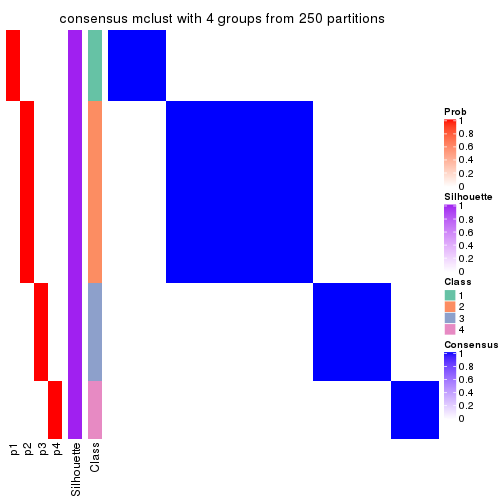 consensus mclust with 4 groups from 250 partitions
Prob
1
0.8
0.6
0.4
0.2
0
Silhouette
1
0.8
0.6
0.4
0.2
0
Class
1
2
3
4
Consensus
1
0.8
0.6
0.4
0.2
0
p1
p2
p3
p4
Silhouette
Class